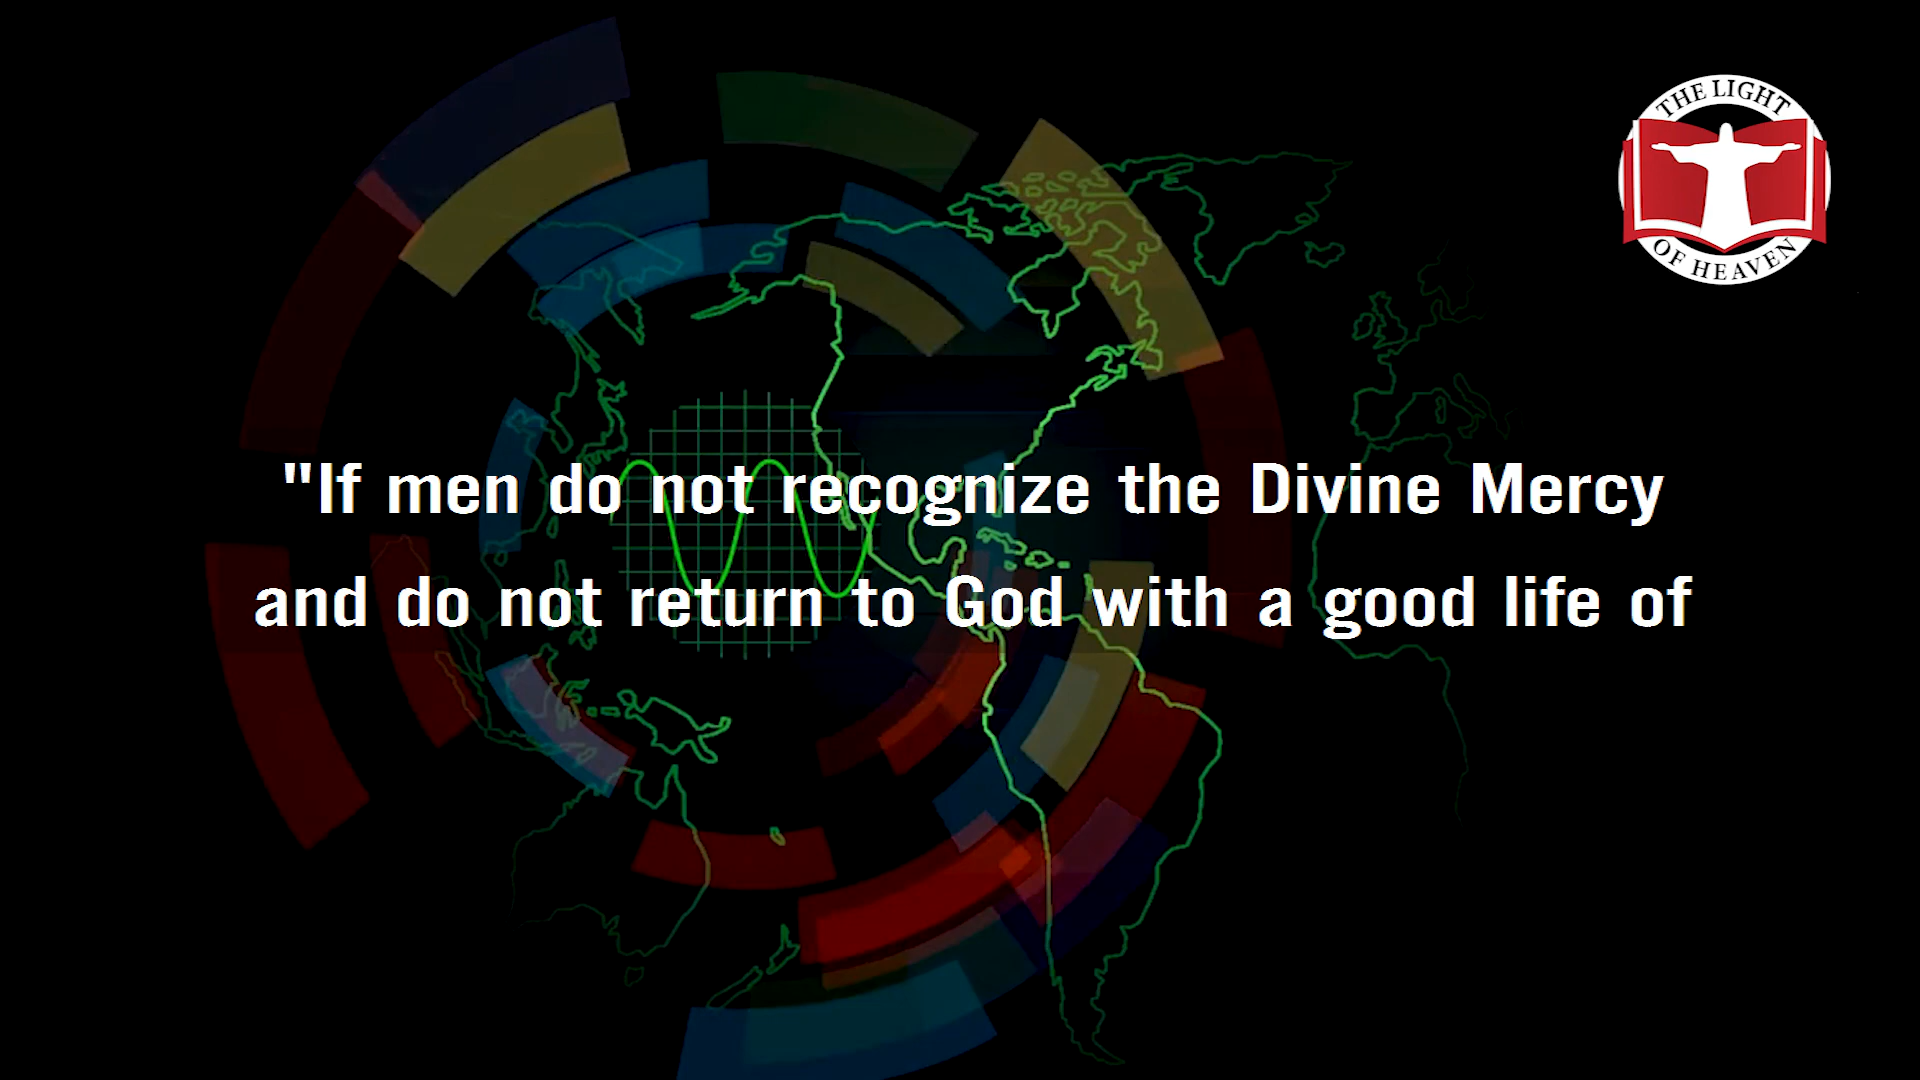 THE LIGHT
OF HEAVEN
"If men do not recognize the Divine Mercy
and do not return to God with a good life of